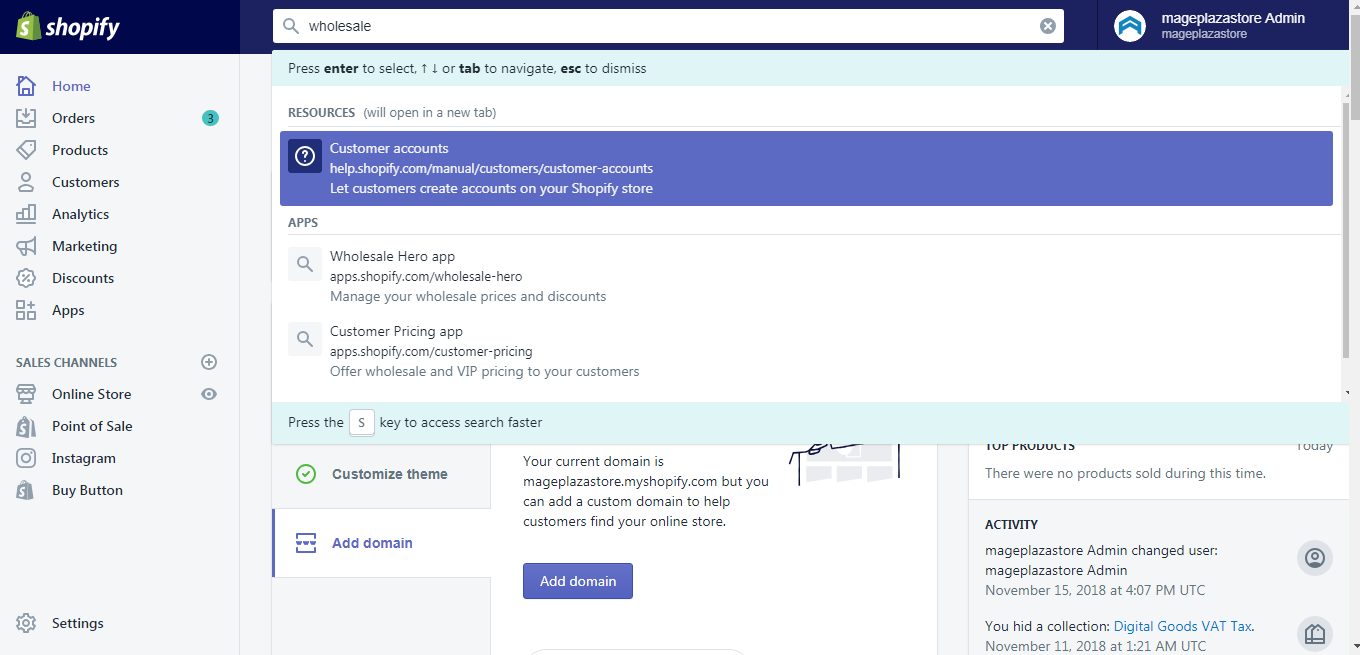 shopify
wholesale
mageplazastore Admin
mageplazastore
Press enter to select, ↑ ↓ or tab to navigate, esc to dismiss
Home
Orders
3
Products
Customers
Analytics
Marketing
Discounts
Apps
SALES CHANNELS
Online Store
Point of Sale
Instagram
Buy Button
Settings
RESOURCES (will open in a new tab)
Customer accounts
help.shopify.com/manual/customers/customer-accounts
Let customers create accounts on your Shopify store
APPS
Wholesale Hero app
apps.shopify.com/wholesale-hero
Manage your wholesale prices and discounts
Customer Pricing app
apps.shopify.com/customer-pricing
Offer wholesale and VIP pricing to your customers
Press the S key to access search faster
Customize theme
Add domain
Your current domain is
mageplazastore.myshopify.com but you
can add a custom domain to help
customers find your online store.
Add domain
TOP PRODUCTS
Today
There were no products sold during this time.
ACTIVITY
mageplazastore Admin changed user:
mageplazastore Admin
November 15, 2018 at 4:07 PM UTC
You hid a collection: Digital Goods VAT Tax.
November 11, 2018 at 1:21 AM UTC